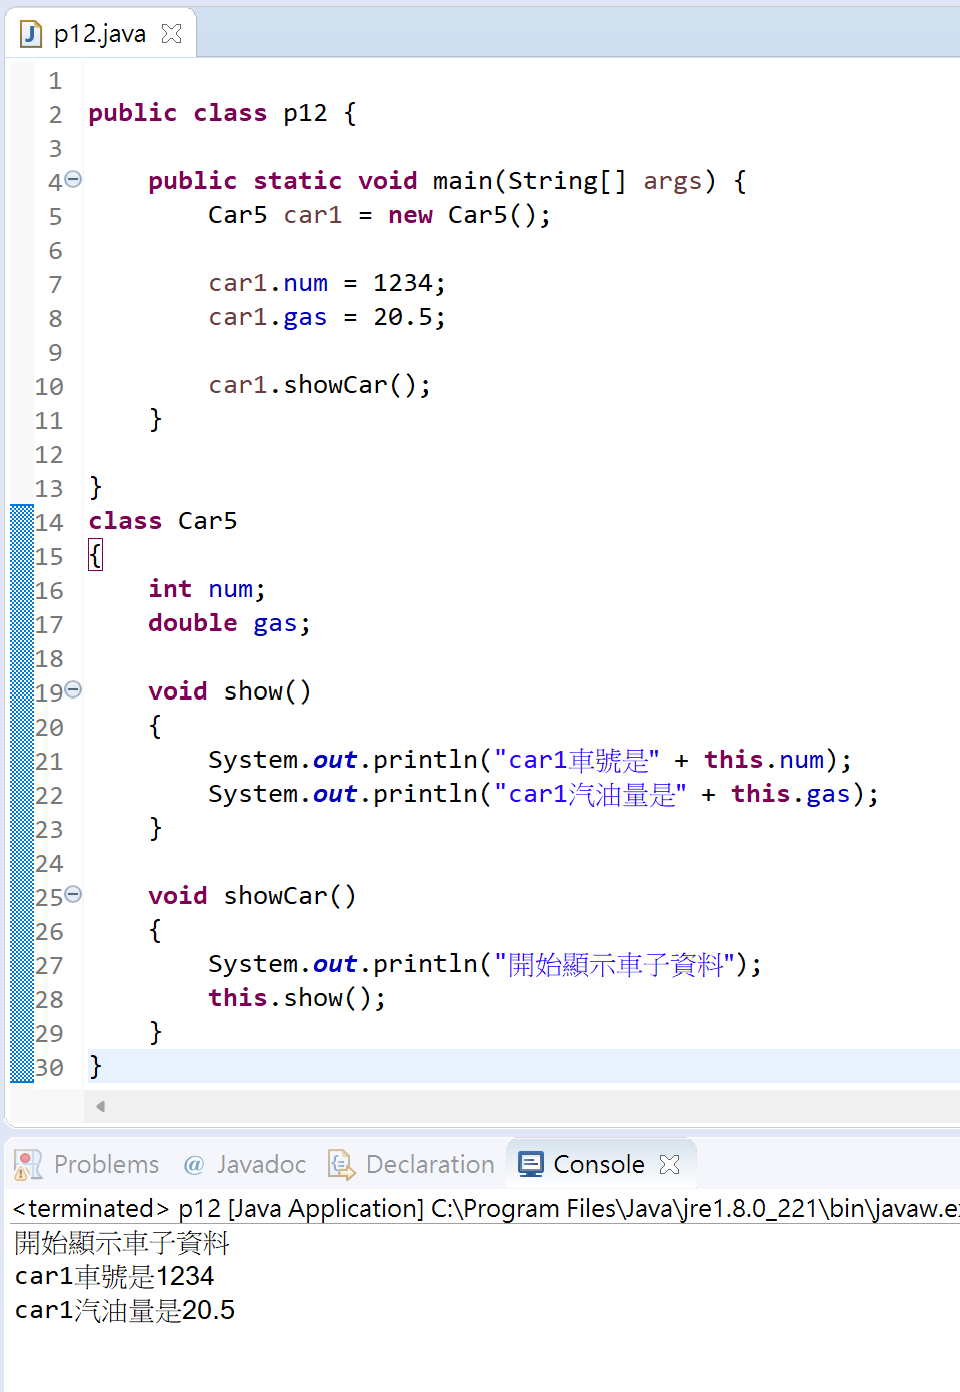 p12.java
1
2 public class p12 {
3
4 public static void main(String[] args) {
5 Car5 car1 = new Car5();
6
7 car1.num = 1234;
8 car1.gas = 20.5;
9
10 car1.showCar();
11 }
12
13 }
14 class Car5
15 {
16 int num;
17 double gas;
18
19 void show()
20 {
21 System.out.println("car1車號是" + this.num);
22 System.out.println("car1汽油量是" + this.gas);
23 }
24
25 void showCar()
26 {
27 System.out.println("開始顯示車子資料");
28 this.show();
29 }
30 }
Problems @ Javadoc Declaration Console
<terminated> p12 [Java Application] C:\Program Files\Java\jre1.8.0_221\bin\javaw.e
開始顯示車子資料
car1車號是1234
car1汽油量是20.5